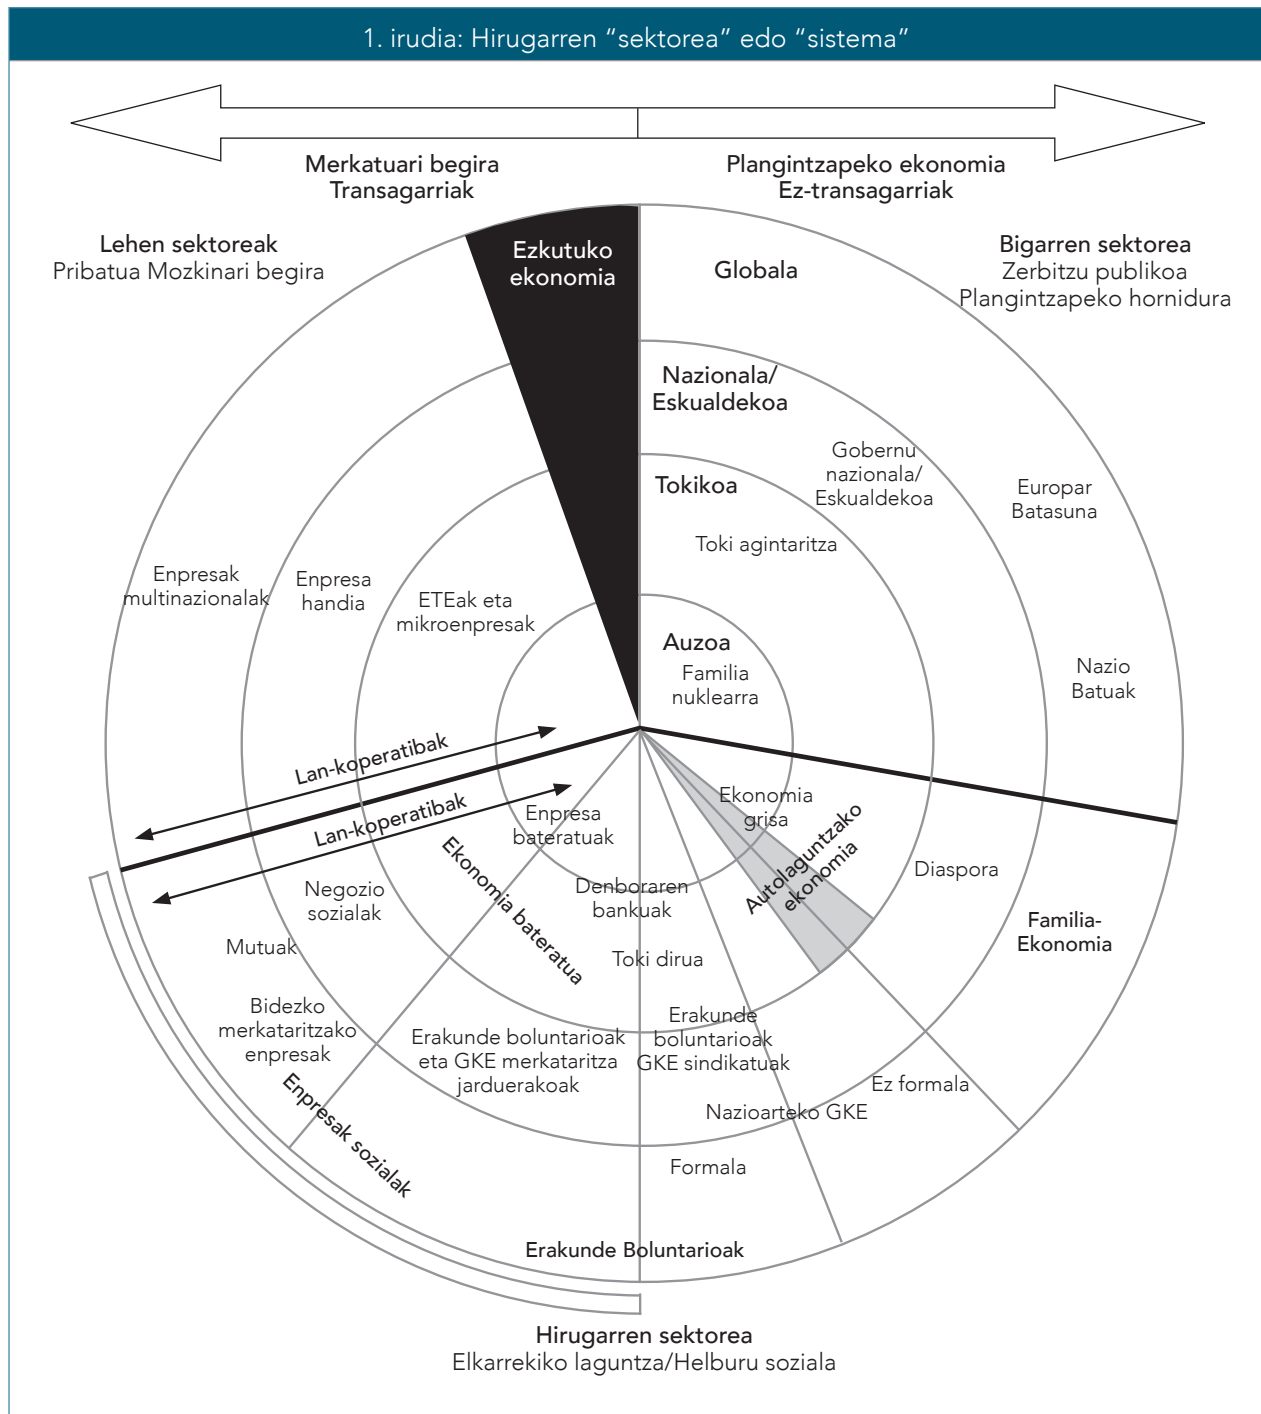 1. irudia: Hirugarren “sektorea” edo “sistema”
Merkatuari begira
Transagarriak
Plangintzapeko ekonomia
Ez-transagarriak
Lehen sektoreak
Pribatua Mozkinari begira
Bigarren sektorea
Zerbitzu publikoa
Plangintzapeko hornidura
Ezkutuko
ekonomia
Globala
Nazionala/
Eskualdekoa
Gobernu
nazionala/
Eskualdekoa
Europar
Batasuna
Tokikoa
Toki agintaritza
Enpresak
multinazionalak
Enpresa
handia
ETEak eta
mikroenpresak
Auzoa
Familia
nuklearra
Nazio
Batuak
Lan-koperatibak
Lan-koperatibak
Enpresa
bateratuak
Ekonomia
grisa
Autolaguntzako
ekonomia
Diaspora
Familia-
Ekonomia
Negozio
sozialak
Ekonomia bateratua
Denboraren
bankuak
Toki dirua
Mutuak
Bidezko
merkataritzako
enpresak
Erakunde boluntarioak
eta GKE merkataritza
jarduerakoak
Erakunde
boluntarioak
GKE sindikatuak
Ez formala
Nazioarteko GKE
Enpresak sozialak
Formala
Erakunde Boluntarioak
Hirugarren sektorea
Elkarrekiko laguntza/Helburu soziala